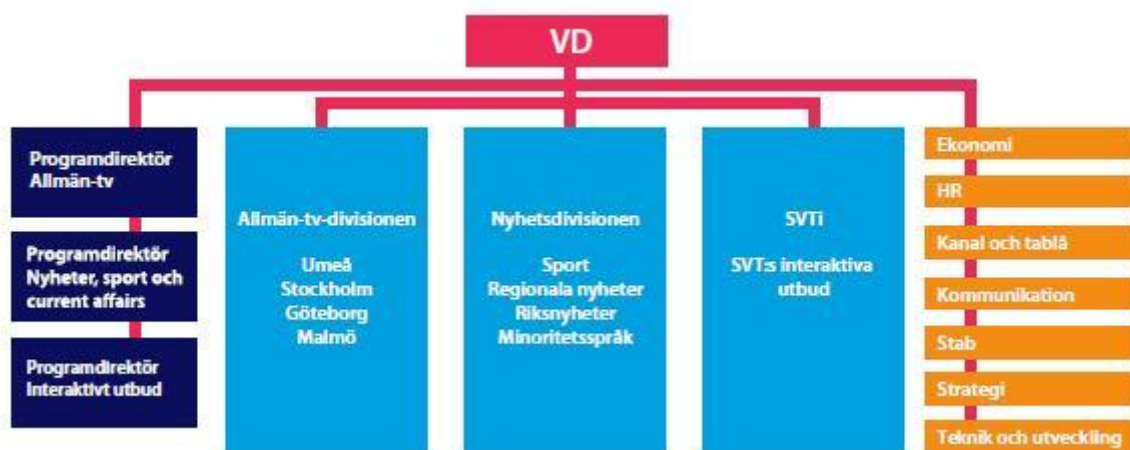 VD
Programdirektör
Allmän-tv
Programdirektör
Nyheter, sport och
current affairs
Programdirektör
Interaktivt utbud
Allmän-tv-divisionen
Umeå
Stockholm
Göteborg
Malmö
Nyhetsdivisionen
Sport
Regionala nyheter
Riksnyheter
Minoritetsspråk
SVTi
SVT:s interaktiva
utbud
Ekonomi
HR
Kanal och tablå
Kommunikation
Stab
Strategi
Teknik och utveckling